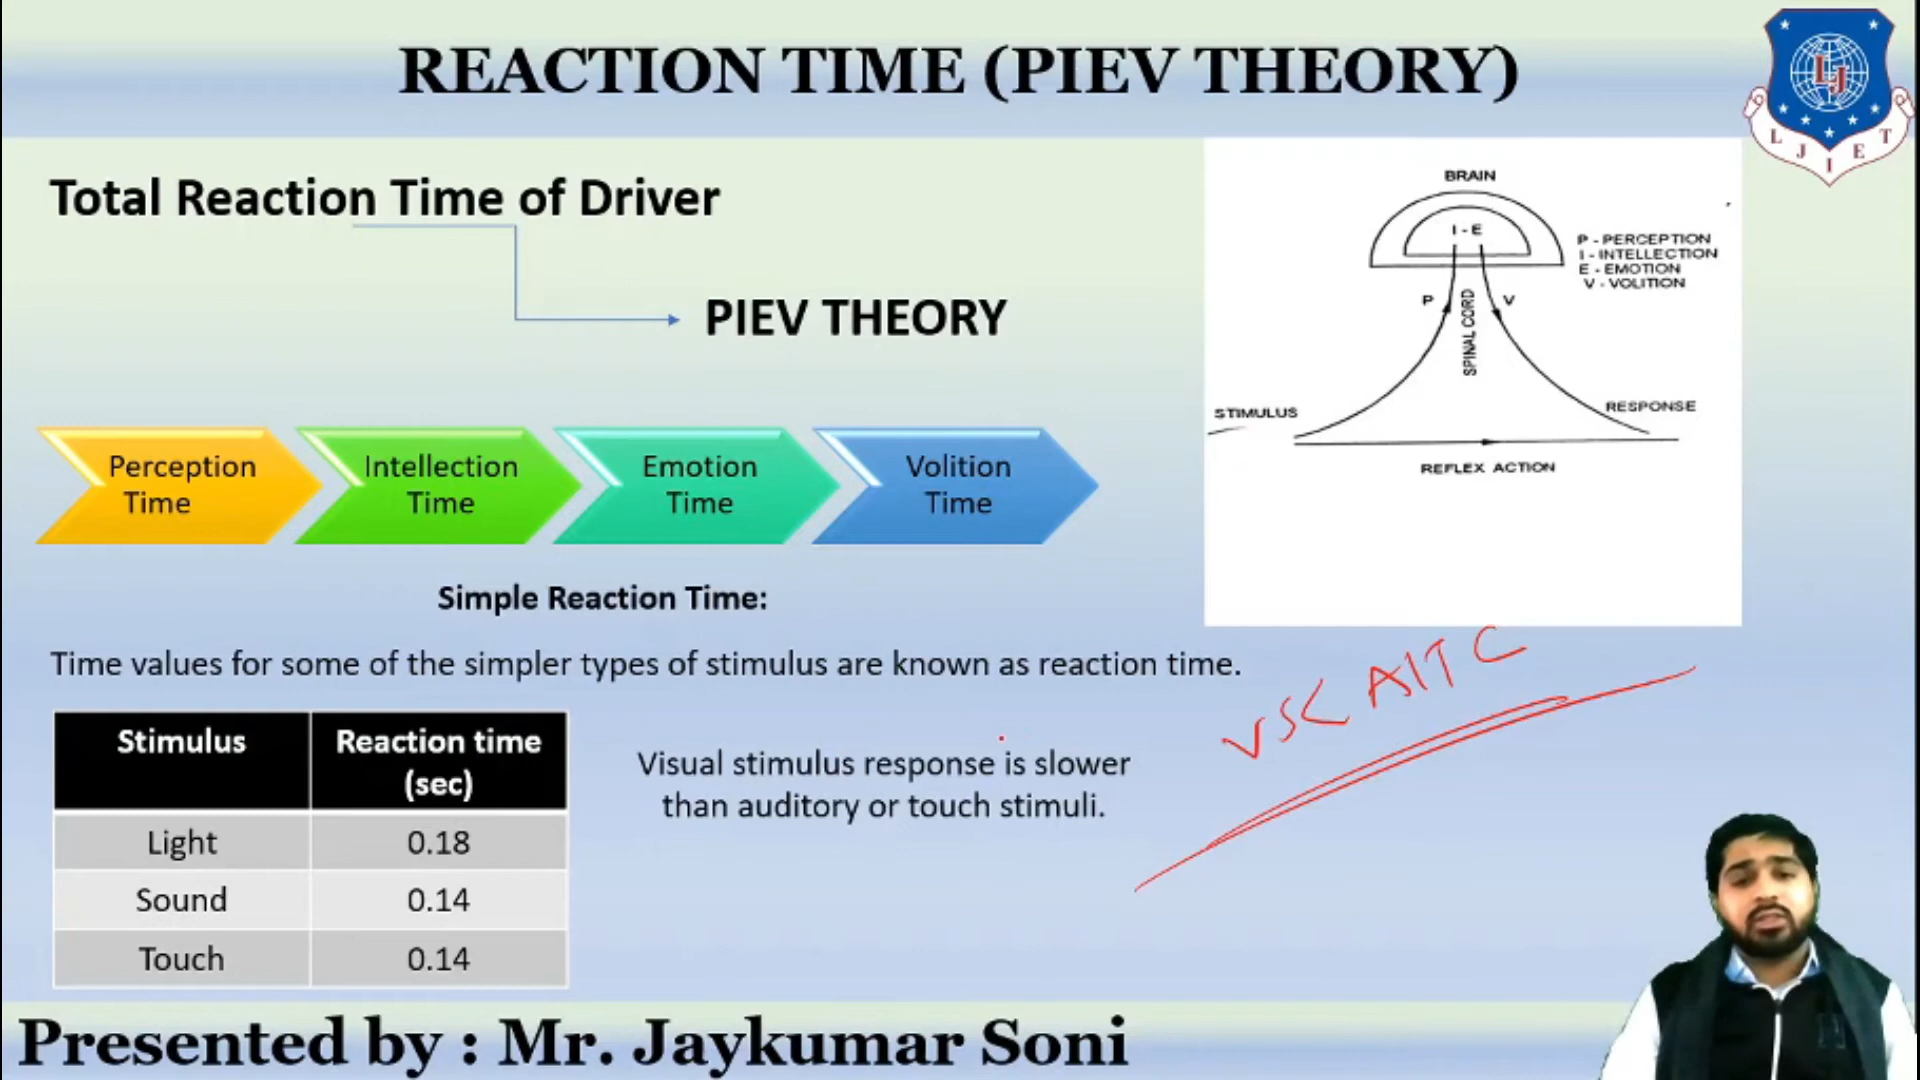 REACTION TIME (PIEV THEORY)
L J
L J I E T
Total Reaction Time of Driver
PIEV THEORY
BRAIN
I - E
P - PERCEPTION
I - INTELLECTION
E - EMOTION
V - VOLITION
P
V
SPINAL CORD
STIMULUS
RESPONSE
REFLEX ACTION
Perception
Time
Intellection
Time
Emotion
Time
Volition
Time
Simple Reaction Time:
Time values for some of the simpler types of stimulus are known as reaction time.
Stimulus Reaction time
(sec)
Light 0.18
Sound 0.14
Touch 0.14
Visual stimulus response is slower
than auditory or touch stimuli.
Presented by : Mr. Jaykumar Soni